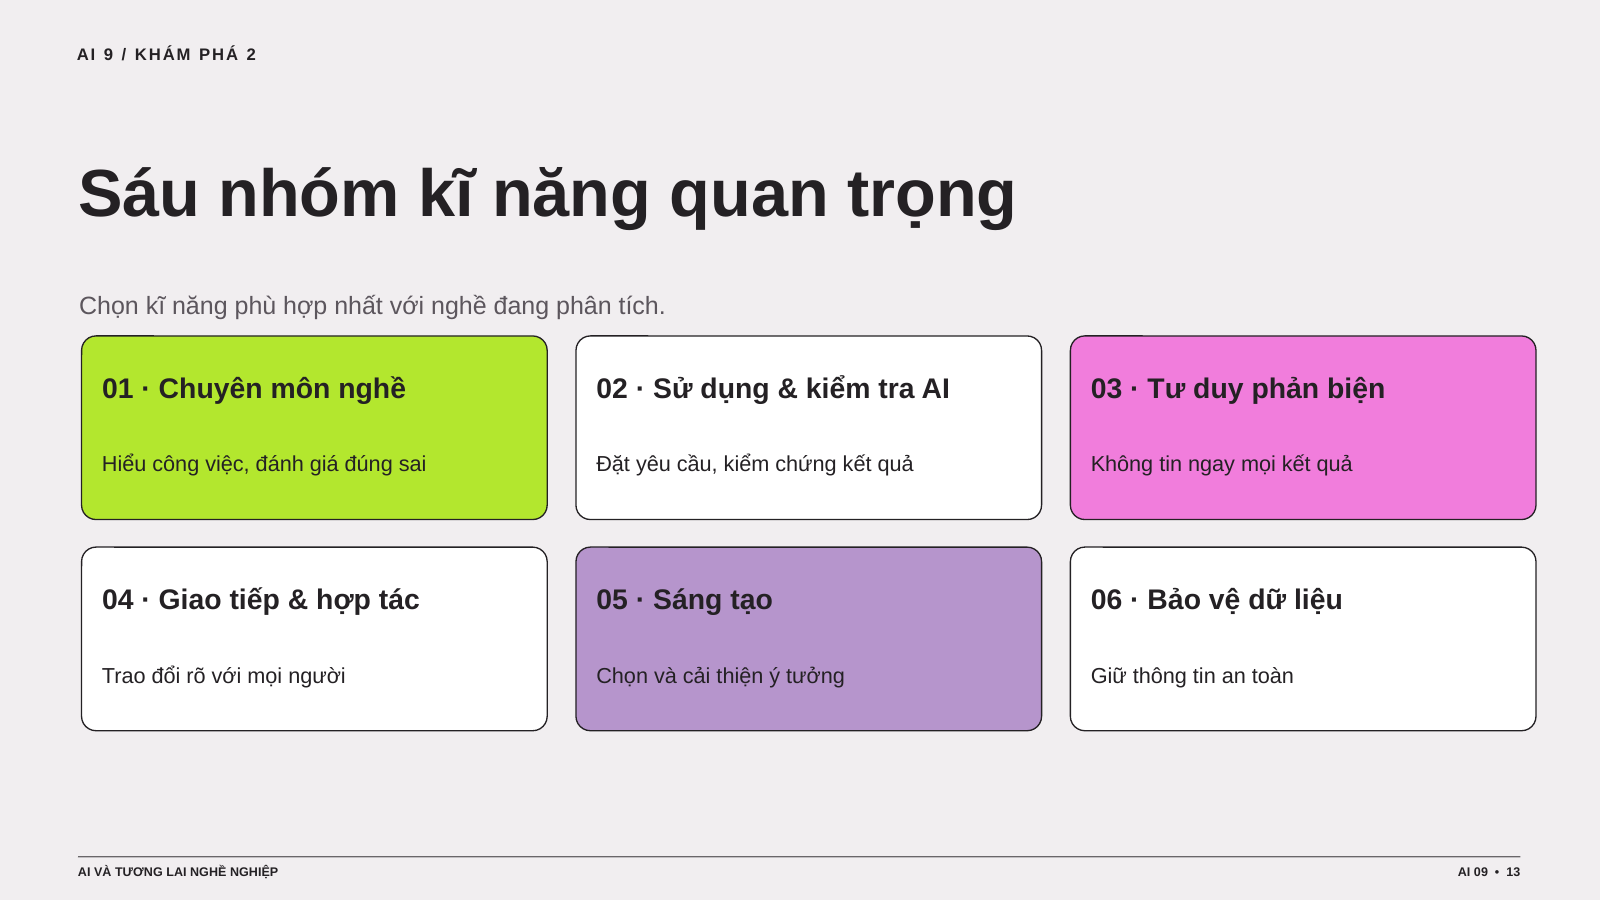 AI 9 / KHÁM PHÁ 2
Sáu nhóm kĩ năng quan trọng
Chọn kĩ năng phù hợp nhất với nghề đang phân tích.
01 · Chuyên môn nghề
Hiểu công việc, đánh giá đúng sai
02 · Sử dụng & kiểm tra AI
Đặt yêu cầu, kiểm chứng kết quả
03 · Tư duy phản biện
Không tin ngay mọi kết quả
04 · Giao tiếp & hợp tác
Trao đổi rõ với mọi người
05 · Sáng tạo
Chọn và cải thiện ý tưởng
06 · Bảo vệ dữ liệu
Giữ thông tin an toàn
AI VÀ TƯƠNG LAI NGHỀ NGHIỆP
AI 09 • 13